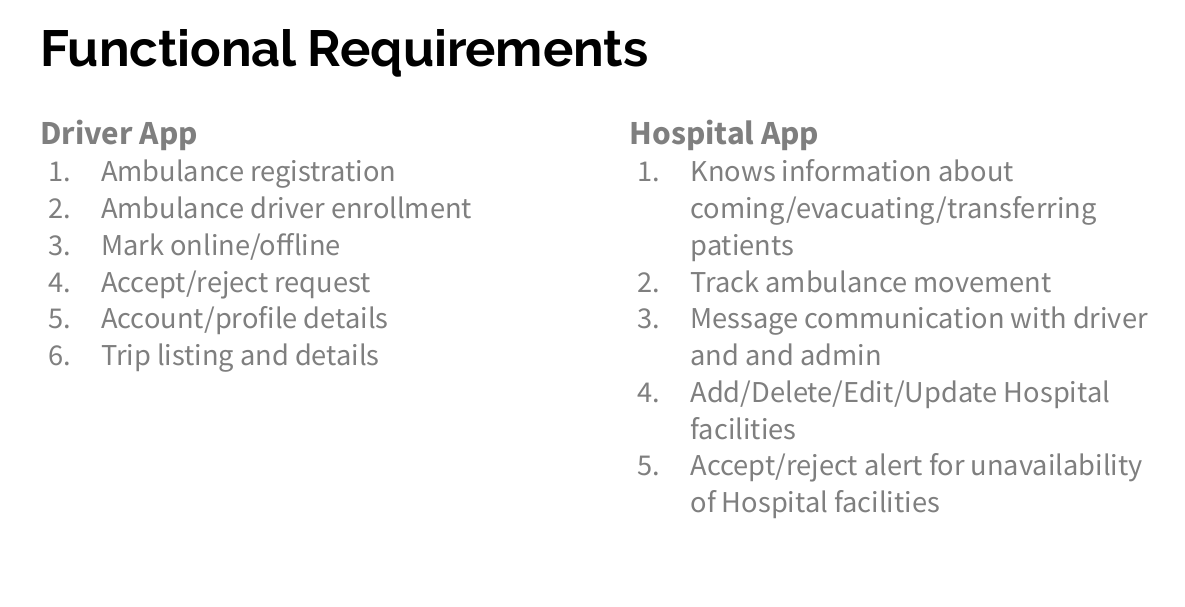 Functional Requirements
Driver App
1. Ambulance registration
2. Ambulance driver enrollment
3. Mark online/offline
4. Accept/reject request
5. Account/profile details
6. Trip listing and details
Hospital App
1. Knows information about
coming/evacuating/transferring
patients
2. Track ambulance movement
3. Message communication with driver
and and admin
4. Add/Delete/Edit/Update Hospital
facilities
5. Accept/reject alert for unavailability
of Hospital facilities